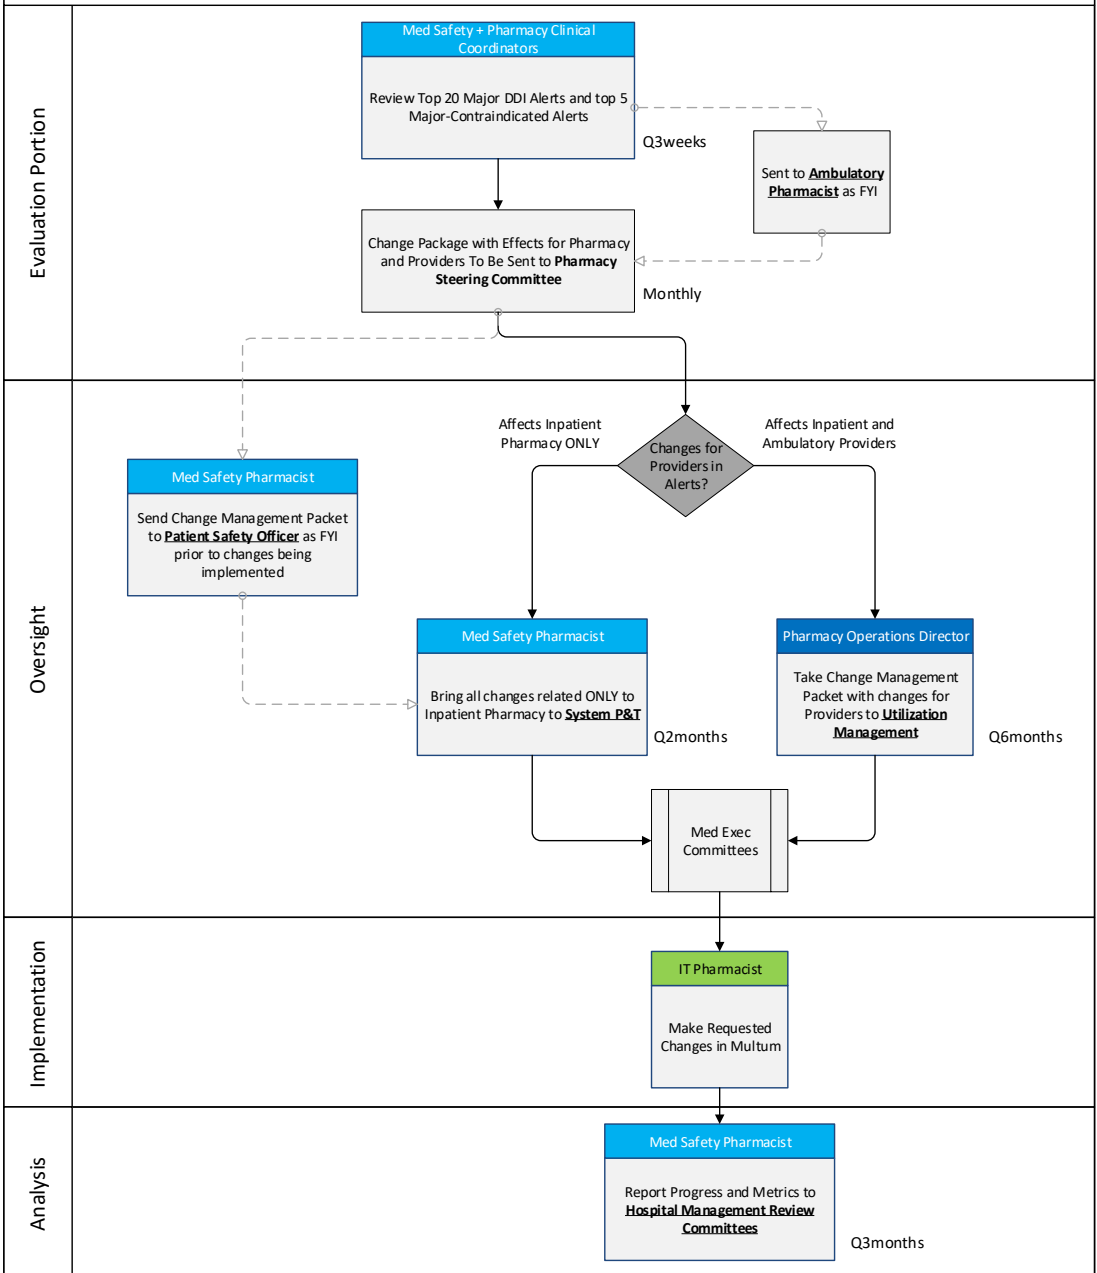 Evaluation Portion
Med Safety + Pharmacy Clinical
Coordinators
Review Top 20 Major DDI Alerts and top 5
Major-Contraindicated Alerts
Q3weeks
Sent to Ambulatory
Pharmacist as FYI
Change Package with Effects for Pharmacy
and Providers To Be Sent to Pharmacy
Steering Committee
Monthly
Oversight
Affects Inpatient
Pharmacy ONLY
Changes for
Providers in
Alerts?
Affects Inpatient and
Ambulatory Providers
Med Safety Pharmacist
Send Change Management Packet
to Patient Safety Officer as FYI
prior to changes being
implemented
Med Safety Pharmacist
Bring all changes related ONLY to
Inpatient Pharmacy to System P&T
Q2months
Pharmacy Operations Director
Take Change Management
Packet with changes for
Providers to Utilization
Management
Q6months
Med Exec
Committees
Implementation
IT Pharmacist
Make Requested
Changes in Multum
Analysis
Med Safety Pharmacist
Report Progress and Metrics to
Hospital Management Review
Committees
Q3months